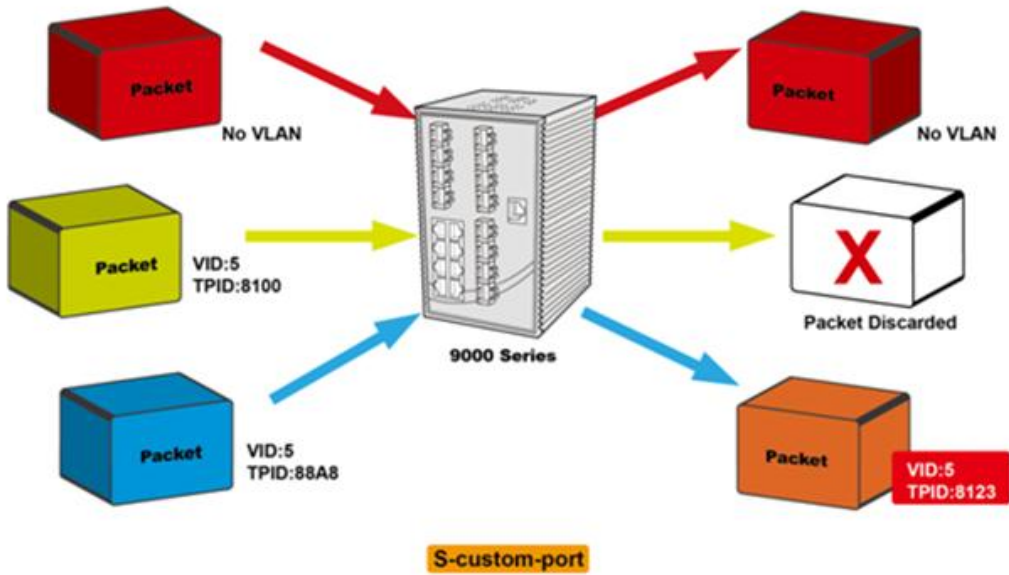 Packet
No VLAN
Packet
No VLAN
Packet
VID:5
TPID:8100
X
Packet Discarded
9000 Series
Packet
VID:5
TPID:88A8
Packet
VID:5
TPID:8123
S-custom-port